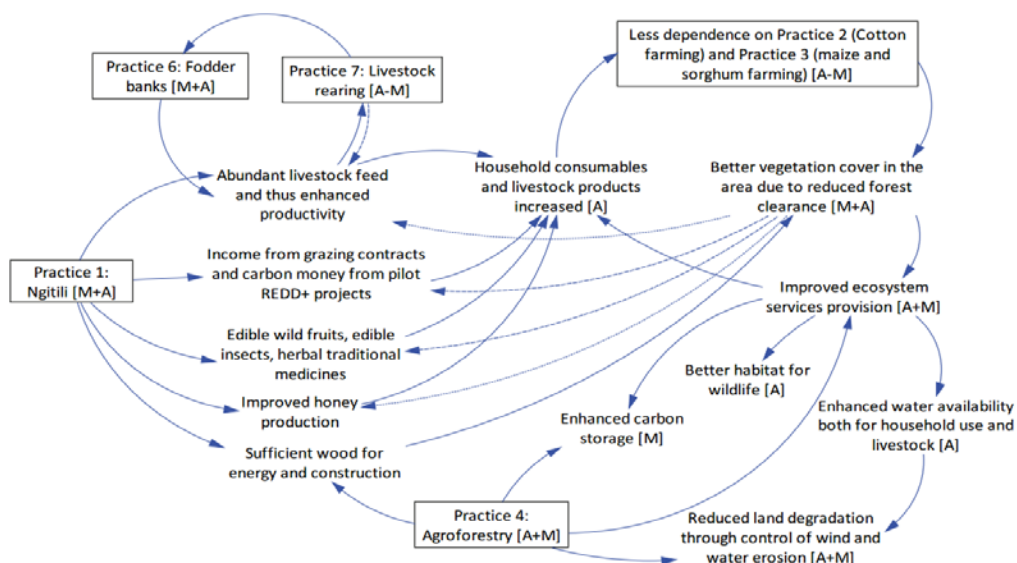 Less dependence on Practice 2 (Cotton
farming) and Practice 3 (maize and
sorghum farming) [A-M]
Practice 6: Fodder
banks [M+A]
Practice 7: Livestock
rearing [A-M]
Abundant livestock feed
and thus enhanced
productivity
Household consumables
and livestock products
increased [A]
Better vegetation cover in the
area due to reduced forest
clearance [M+A]
Practice 1:
Ngitili [M+A]
Income from grazing contracts
and carbon money from pilot
REDD+ projects
Improved ecosystem
services provision [A+M]
Edible wild fruits, edible
insects, herbal traditional
medicines
Better habitat for
wildlife [A]
Improved honey
production
Enhanced carbon
storage [M]
Enhanced water availability
both for household use and
livestock [A]
Sufficient wood for
energy and construction
Practice 4:
Agroforestry [A+M]
Reduced land degradation
through control of wind and
water erosion [A+M]